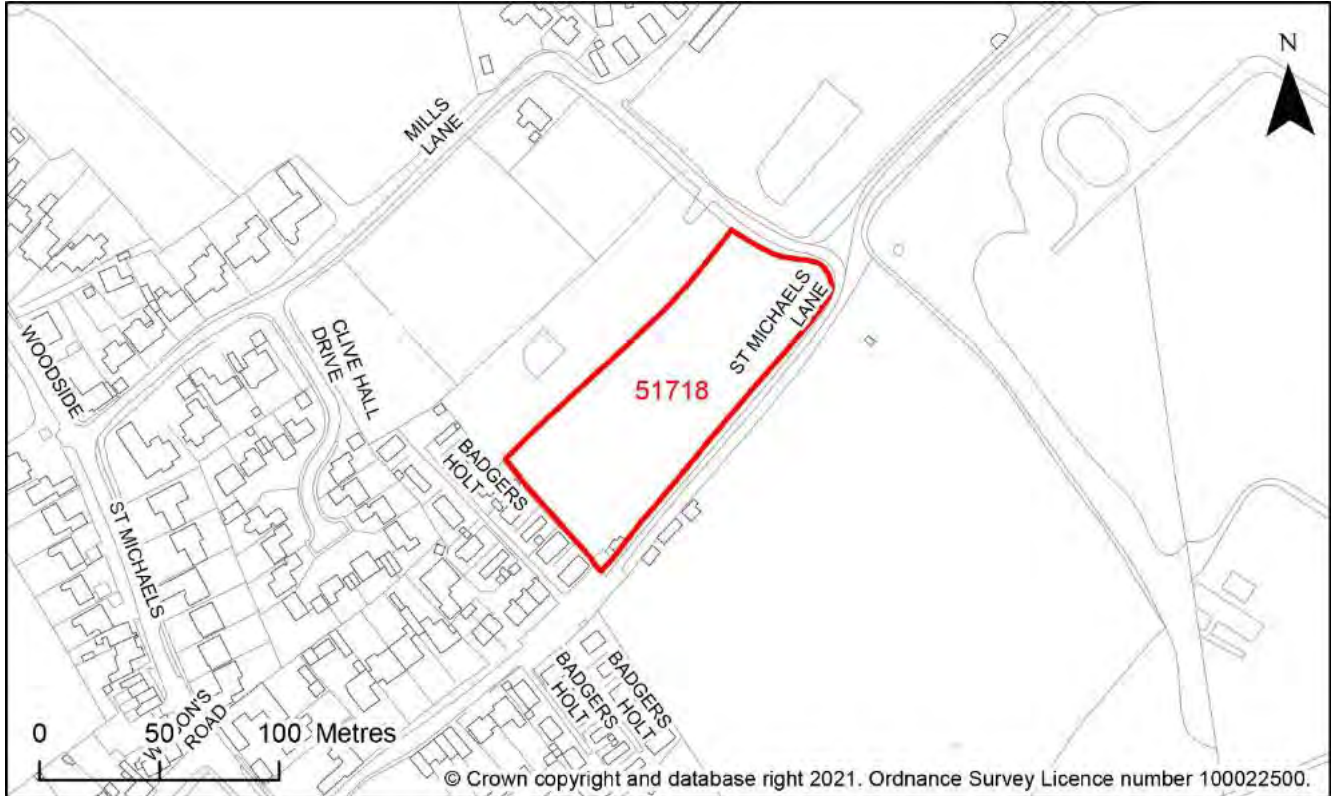 N
MILLS
LANE
WOODSIDE
CLIVE HALL
DRIVE
ST MICHAELS
LANE
51718
BADGERS
HOLT
ST MICHAELS
BADGERS
HOLT
BADGERS
HOLT
ROAD
0 50 100 Metres
© Crown copyright and database right 2021. Ordnance Survey Licence number 100022500.